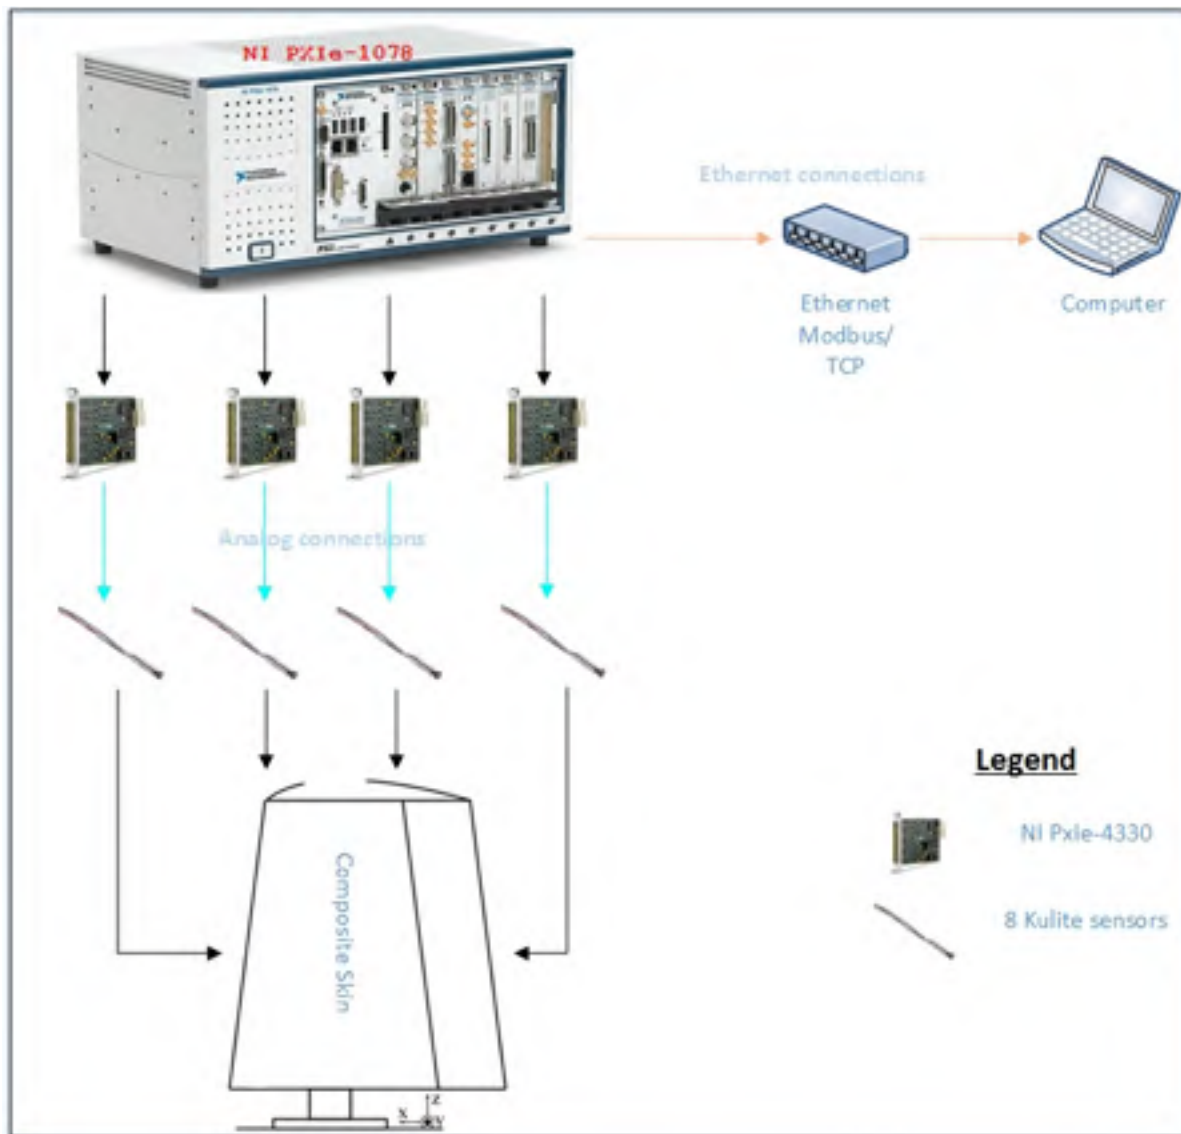 NI PXIe-1078
Ethernet connections
Ethernet
Modbus/
TCP
Computer
Analog connections
Legend
NI PxIe-4330
8 Kulite sensors
Composite Skin
Z
X
Y